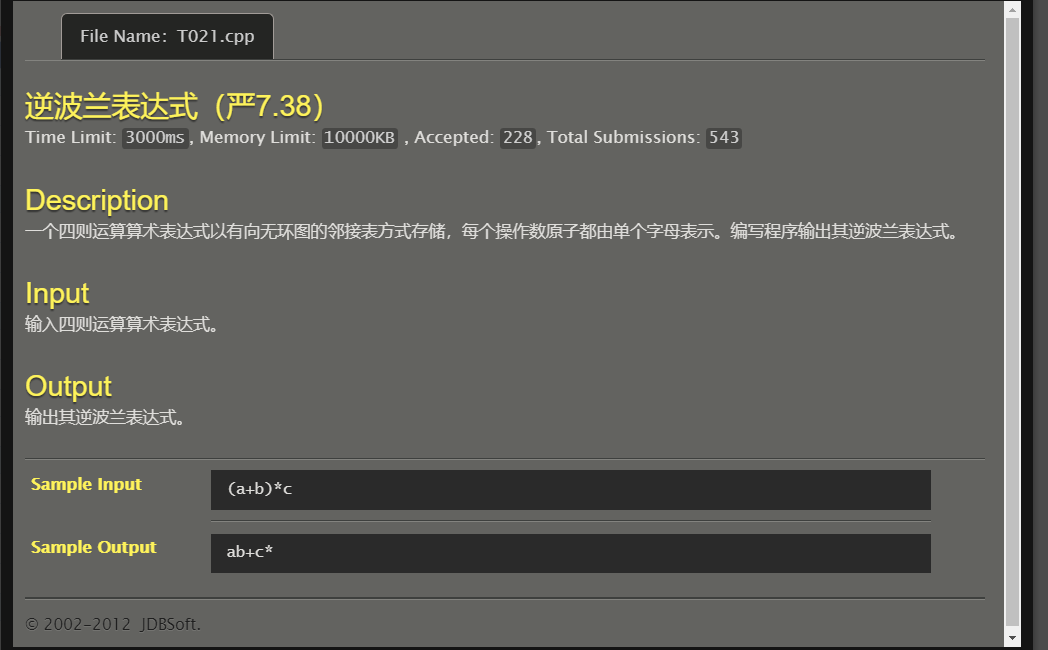 File Name: T021.cpp
逆波兰表达式（严7.38）
Time Limit: 3000ms, Memory Limit: 10000KB , Accepted: 228, Total Submissions: 543
Description
一个四则运算算术表达式以有向无环图的邻接表方式存储，每个操作数原子都由单个字母表示。编写程序输出其逆波兰表达式。
Input
输入四则运算算术表达式。
Output
输出其逆波兰表达式。
Sample Input
(a+b)*c
Sample Output
ab+c*
© 2002-2012 JDBSoft.